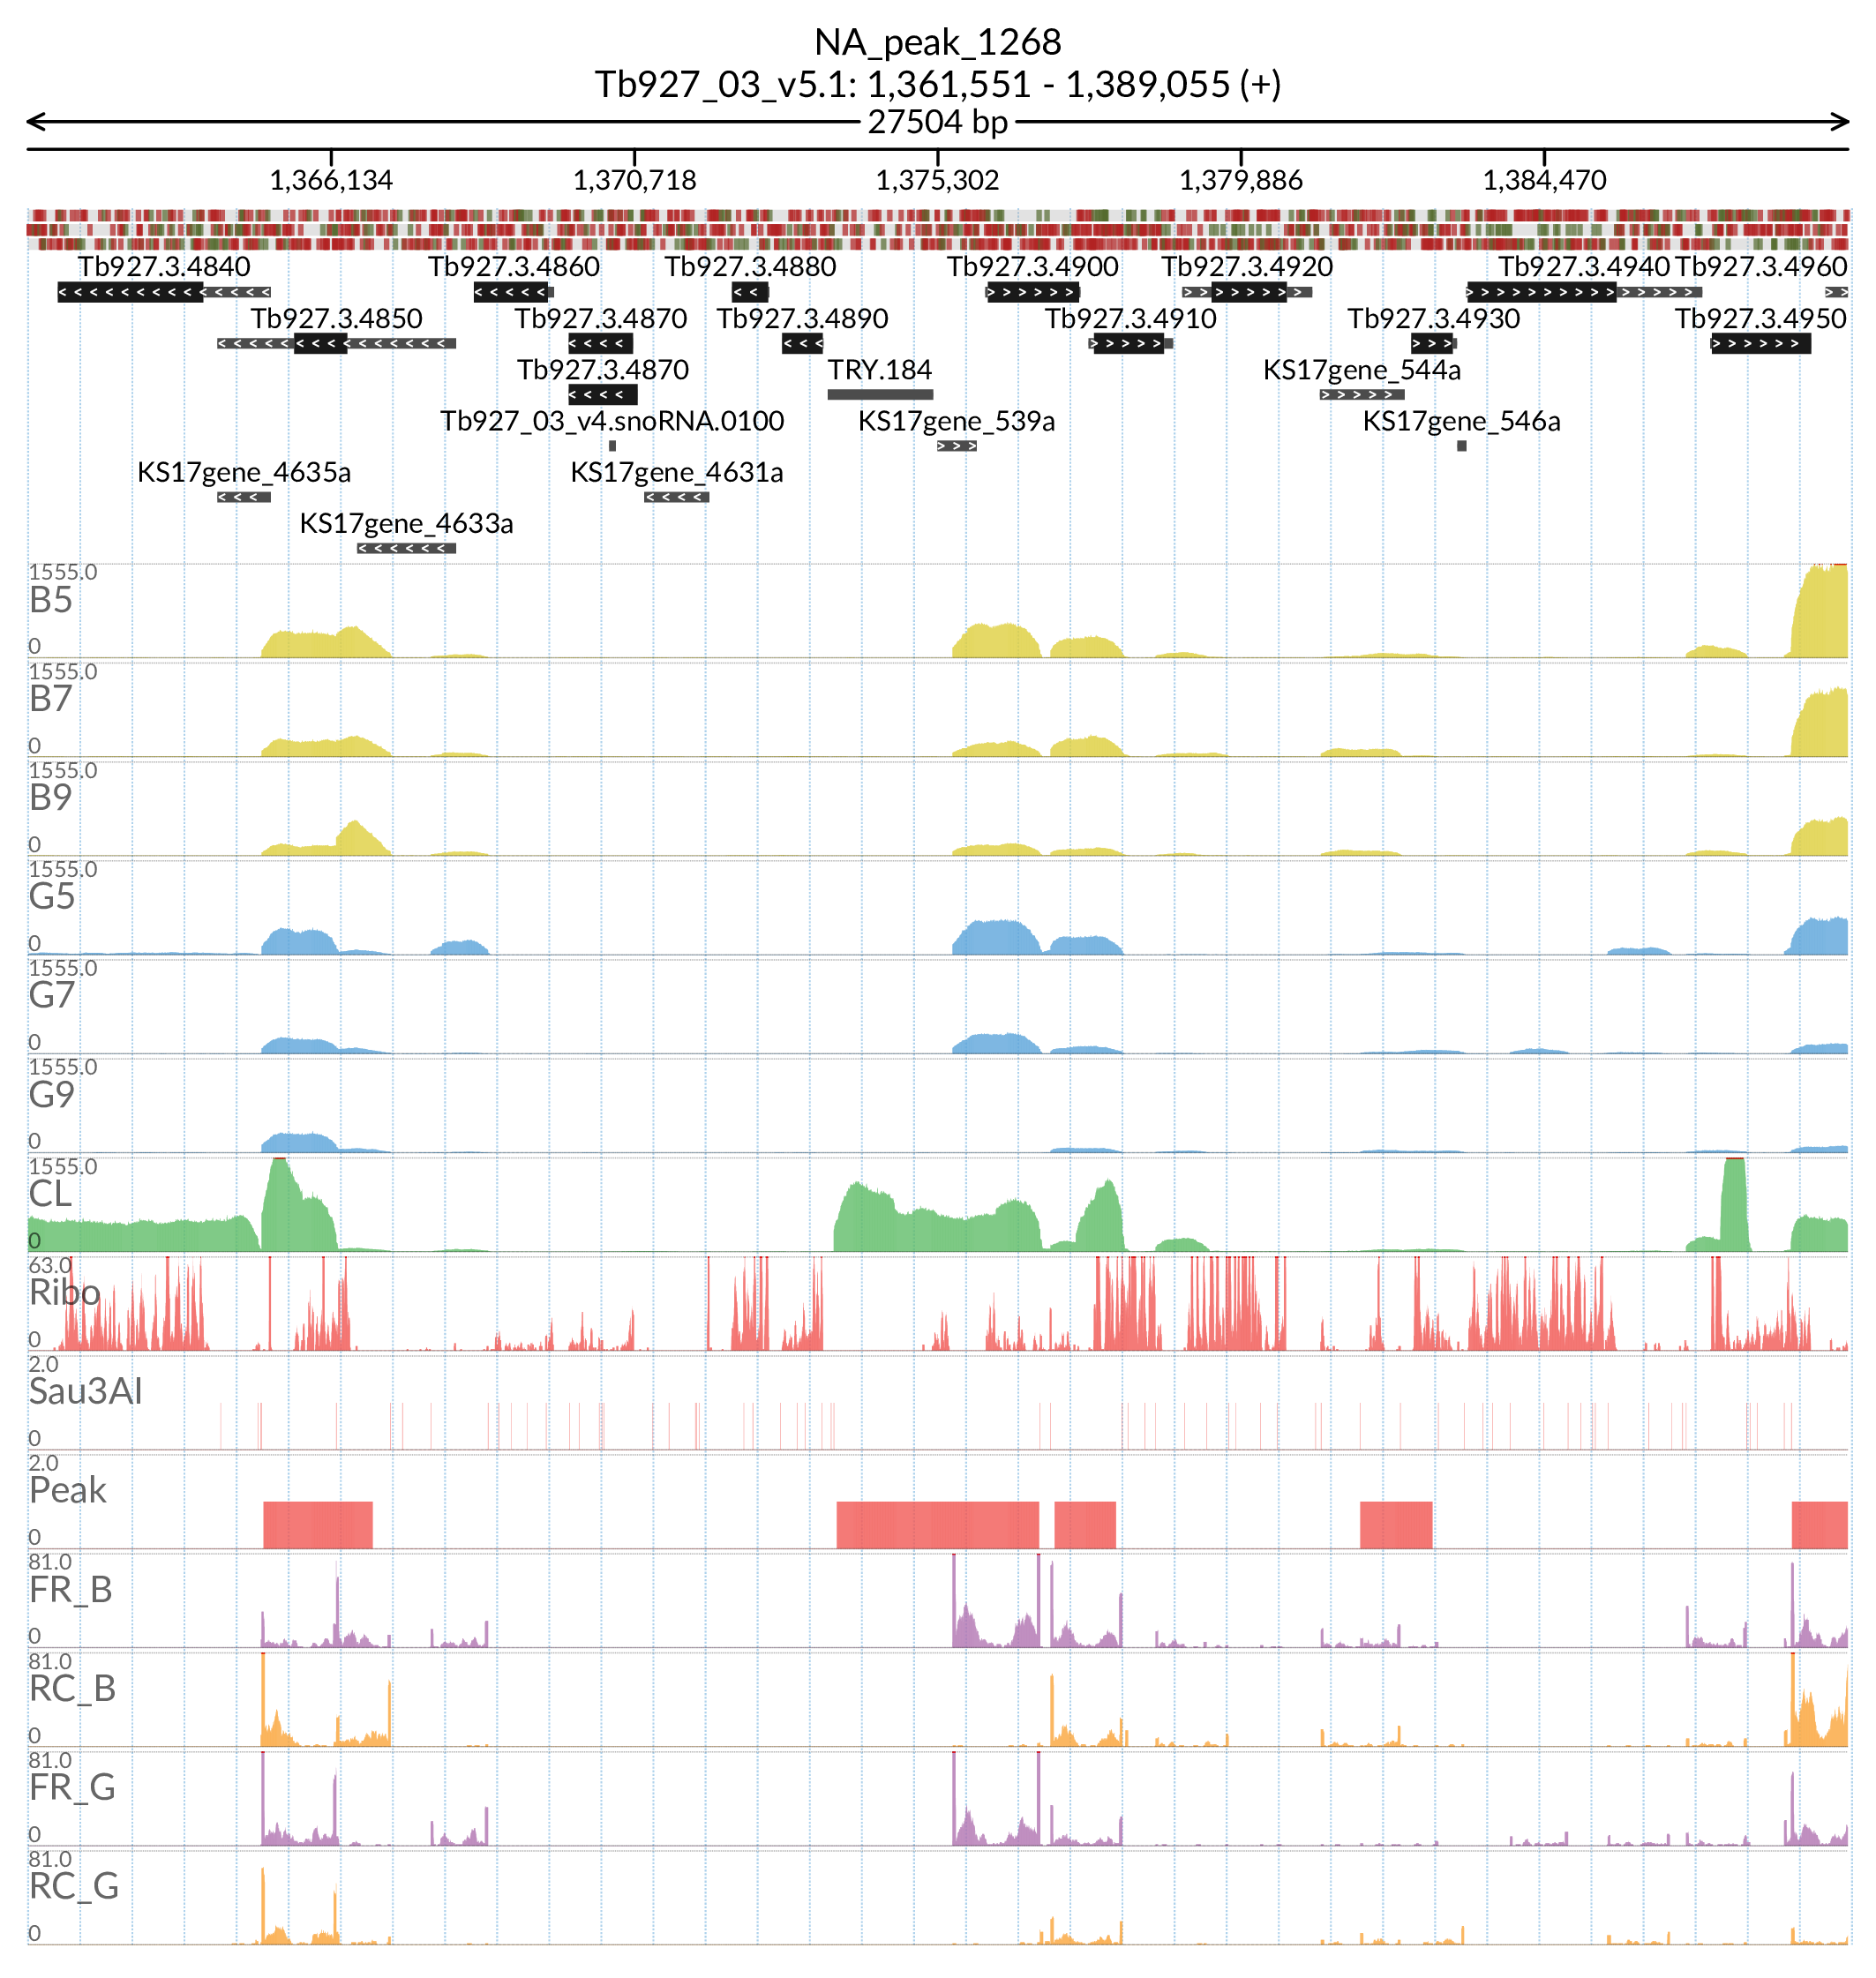 NA_peak_1268
Tb927_03_v5.1: 1,361,551 - 1,389,055 (+)
27504 bp
1,366,134 1,370,718 1,375,302 1,379,886 1,384,470
Tb927.3.4840 Tb927.3.4860 Tb927.3.4880 Tb927.3.4900 Tb927.3.4920 Tb927.3.4940 Tb927.3.4960
Tb927.3.4850 Tb927.3.4870 Tb927.3.4890 Tb927.3.4910 Tb927.3.4930 Tb927.3.4950
Tb927.3.4870 TRY.184 KS17gene_544a
Tb927_03_v4.snoRNA.0100 KS17gene_539a KS17gene_546a
KS17gene_4635a KS17gene_4631a
KS17gene_4633a
1555.0
B5
0
1555.0
B7
0
1555.0
B9
0
1555.0
G5
0
1555.0
G7
0
1555.0
G9
0
1555.0
CL
0
63.0
Ribo
0
2.0
Sau3AI
0
2.0
Peak
0
81.0
FR_B
0
81.0
RC_B
0
81.0
FR_G
0
81.0
RC_G
0